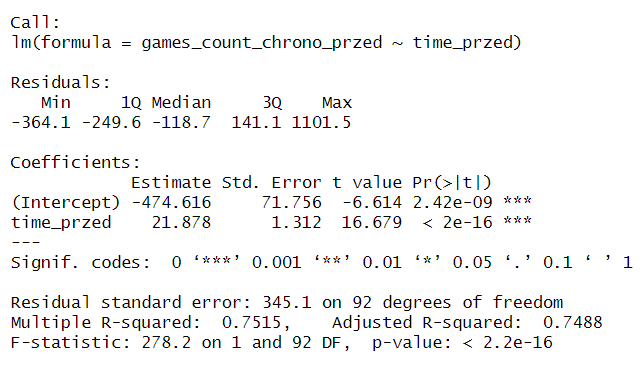 Call:
lm(formula = games_count_chrono_przed ~ time_przed)
Residuals:
   Min     1Q Median     3Q    Max
-364.1 -249.6 -118.7  141.1 1101.5
Coefficients:
            Estimate Std. Error t value Pr(>|t|)
(Intercept) -474.616     71.756  -6.614 2.42e-09 ***
time_przed    21.878      1.312  16.679  < 2e-16 ***
---
Signif. codes:  0 ‘***’ 0.001 ‘**’ 0.01 ‘*’ 0.05 ‘.’ 0.1 ‘ ’ 1
Residual standard error: 345.1 on 92 degrees of freedom
Multiple R-squared:  0.7515,    Adjusted R-squared:  0.7488
F-statistic: 278.2 on 1 and 92 DF,  p-value: < 2.2e-16